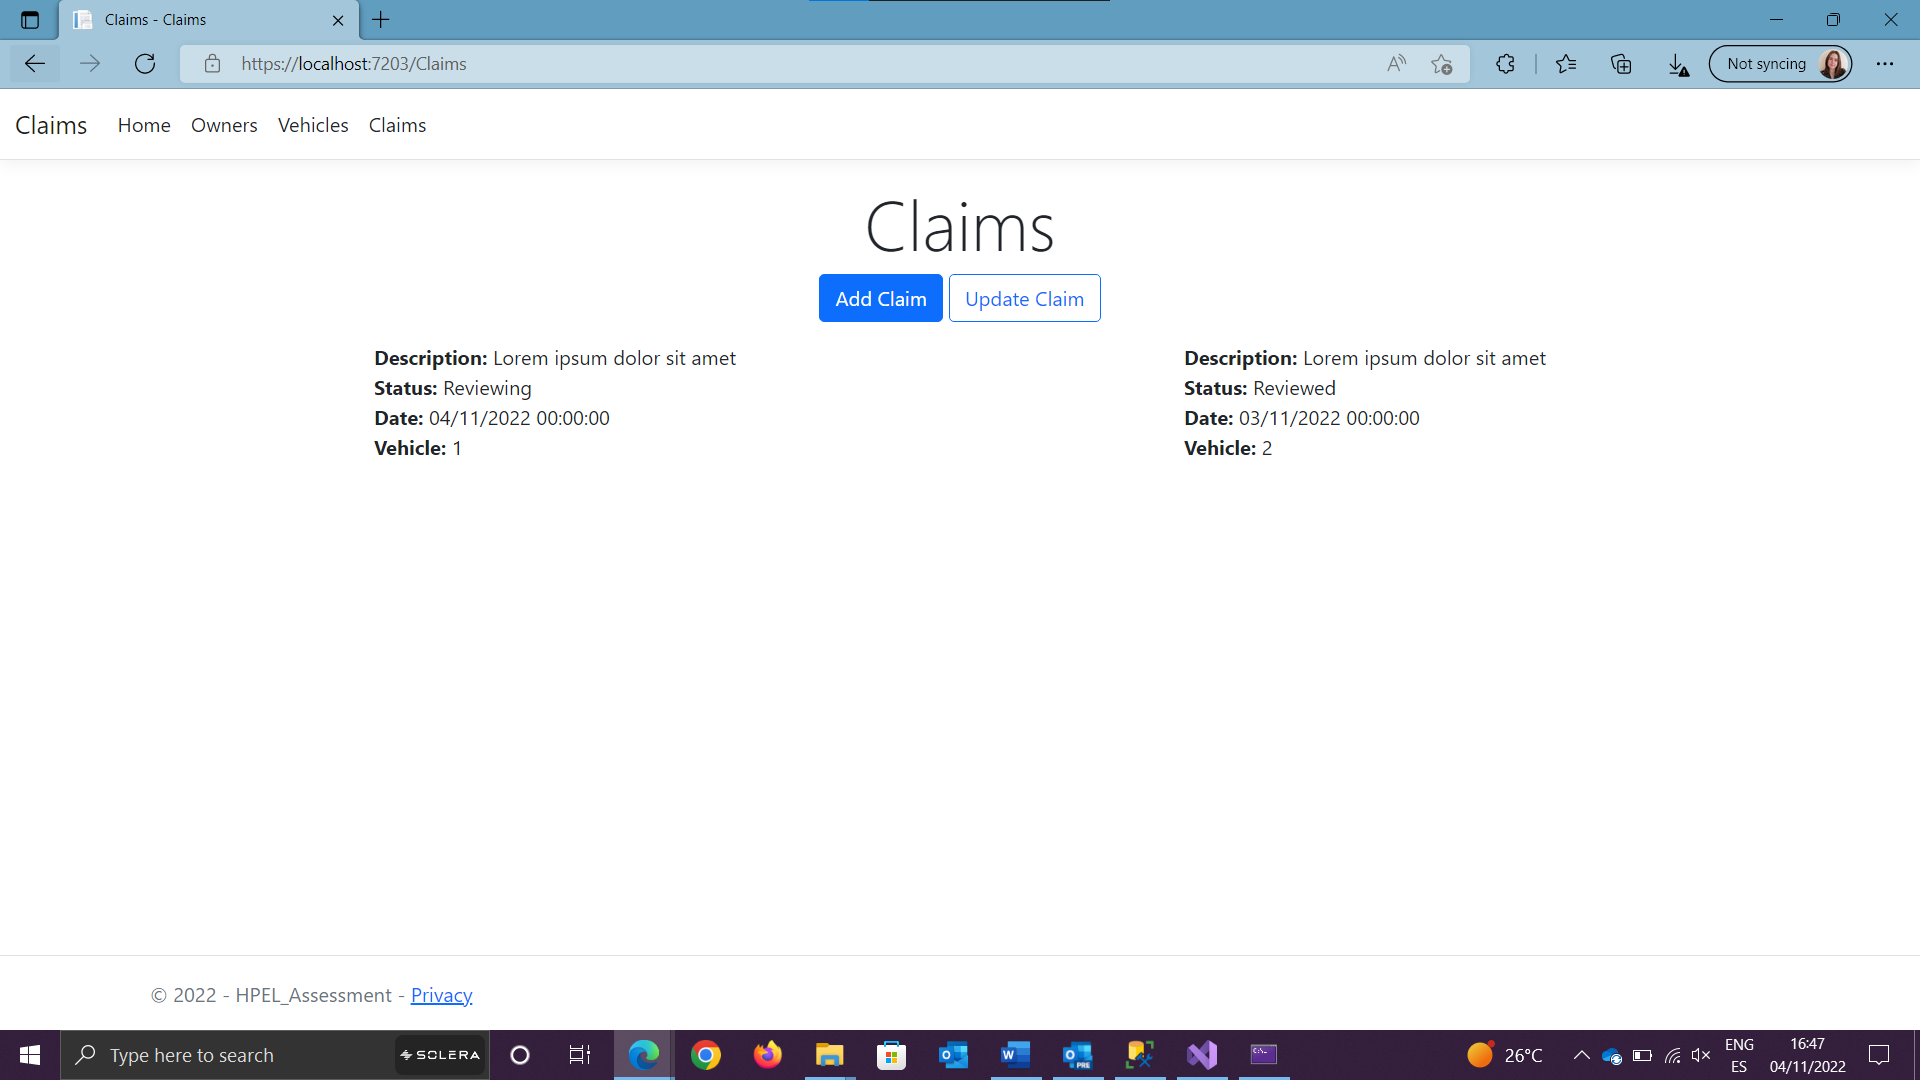 Claims - Claims
https://localhost:7203/Claims
Not syncing
Claims Home Owners Vehicles Claims
Claims
Add Claim Update Claim
Description: Lorem ipsum dolor sit amet
Status: Reviewing
Date: 04/11/2022 00:00:00
Vehicle: 1
Description: Lorem ipsum dolor sit amet
Status: Reviewed
Date: 03/11/2022 00:00:00
Vehicle: 2
© 2022 - HPEL_Assessment - Privacy
Type here to search
SOLERA
26°C
ENG
ES
16:47
04/11/2022